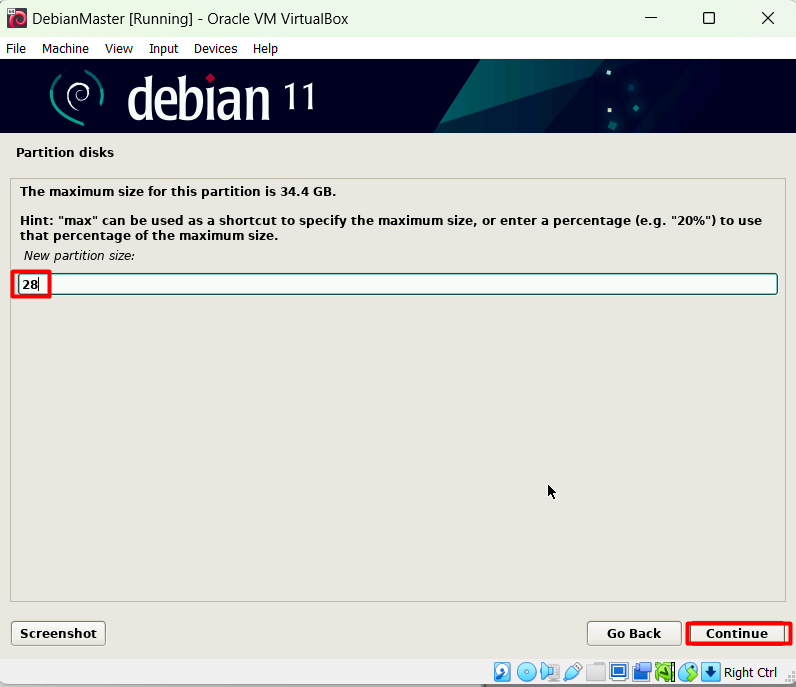 DebianMaster [Running] - Oracle VM VirtualBox
File Machine View Input Devices Help
debian 11
Partition disks
The maximum size for this partition is 34.4 GB.
Hint: "max" can be used as a shortcut to specify the maximum size, or enter a percentage (e.g. "20%") to use
that percentage of the maximum size.
New partition size:
28
Screenshot Go Back Continue
Right Ctrl